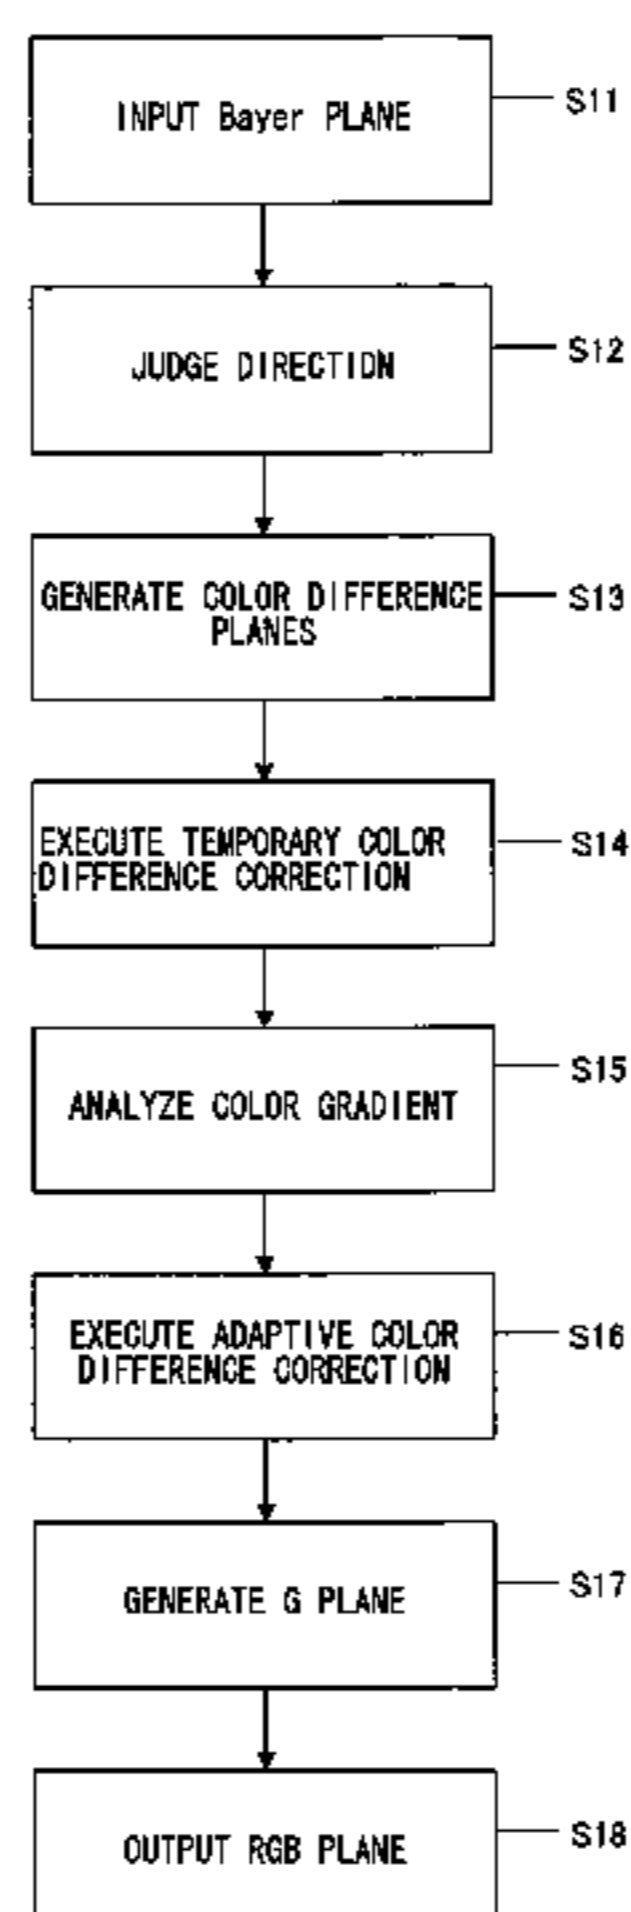 INPUT Bayer PLANE
S11
JUDGE DIRECTION
S12
GENERATE COLOR DIFFERENCE
PLANES
S13
EXECUTE TEMPORARY COLOR
DIFFERENCE CORRECTION
S14
ANALYZE COLOR GRADIENT
S15
EXECUTE ADAPTIVE COLOR
DIFFERENCE CORRECTION
S16
GENERATE G PLANE
S17
OUTPUT RGB PLANE
S18